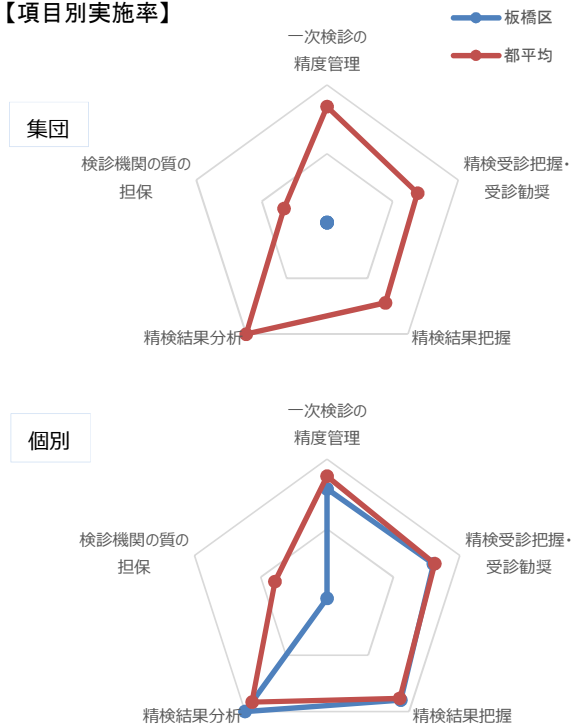 【項目別実施率】
板橋区
都平均
集団
一次検診の
精度管理
精検受診把握・
受診勧奨
精検結果把握
精検結果分析
検診機関の質の
担保
個別
一次検診の
精度管理
精検受診把握・
受診勧奨
精検結果把握
精検結果分析
検診機関の質の
担保